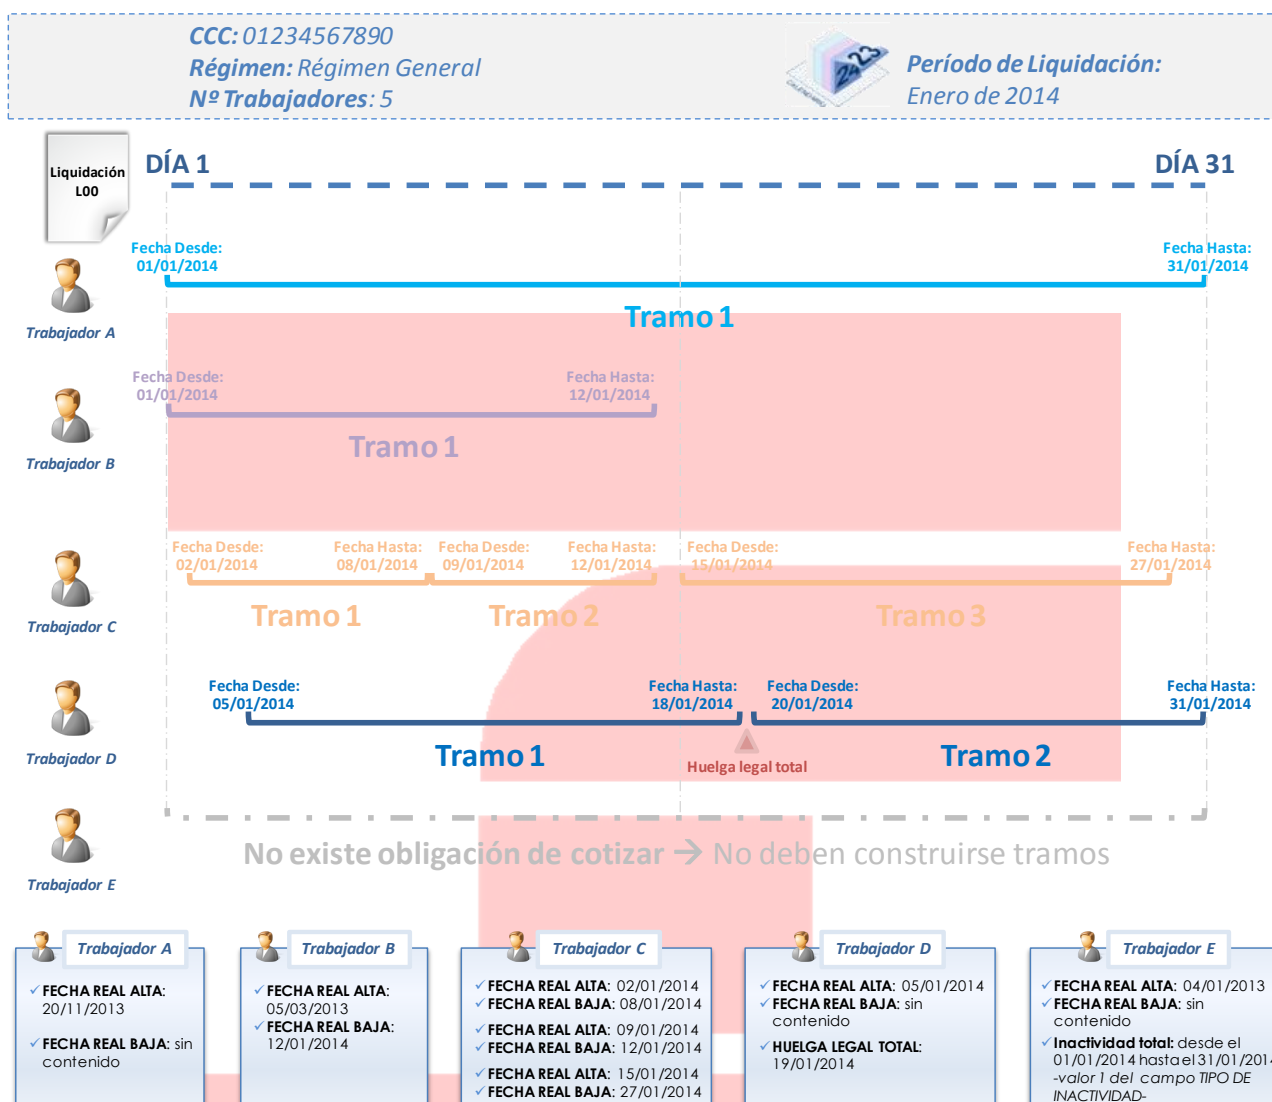 CCC: 01234567890
Régimen: Régimen General
Nº Trabajadores: 5
Período de Liquidación:
Enero de 2014
Liquidación
L00
DÍA 1
DÍA 31
Fecha Desde:
01/01/2014
Fecha Hasta:
31/01/2014
Tramo 1
Trabajador A
Fecha Desde:
01/01/2014
Fecha Hasta:
12/01/2014
Tramo 1
Trabajador B
Fecha Desde:
02/01/2014
Fecha Hasta:
08/01/2014
Fecha Desde:
09/01/2014
Fecha Hasta:
12/01/2014
Fecha Desde:
15/01/2014
Fecha Hasta:
27/01/2014
Tramo 1
Tramo 2
Tramo 3
Trabajador C
Fecha Desde:
05/01/2014
Fecha Hasta:
18/01/2014
Fecha Desde:
20/01/2014
Fecha Hasta:
31/01/2014
Tramo 1
Tramo 2
Huelga legal total
Trabajador D
No existe obligación de cotizar → No deben construirse tramos
Trabajador E
Trabajador A
✓ FECHA REAL ALTA:
20/11/2013
✓ FECHA REAL BAJA: sin
contenido
Trabajador B
✓ FECHA REAL ALTA:
05/03/2013
✓ FECHA REAL BAJA:
12/01/2014
Trabajador C
✓ FECHA REAL ALTA: 02/01/2014
✓ FECHA REAL BAJA: 08/01/2014
✓ FECHA REAL ALTA: 09/01/2014
✓ FECHA REAL BAJA: 12/01/2014
✓ FECHA REAL ALTA: 15/01/2014
✓ FECHA REAL BAJA: 27/01/2014
Trabajador D
✓ FECHA REAL ALTA: 05/01/2014
✓ FECHA REAL BAJA: sin
contenido
✓ HUELGA LEGAL TOTAL:
19/01/2014
Trabajador E
✓ FECHA REAL ALTA: 04/01/2013
✓ FECHA REAL BAJA: sin
contenido
✓ Inactividad total: desde el
01/01/2014 hasta el 31/01/2014
-valor 1 del campo TIPO DE
INACTIVIDAD-
23
24
CALENDARIO